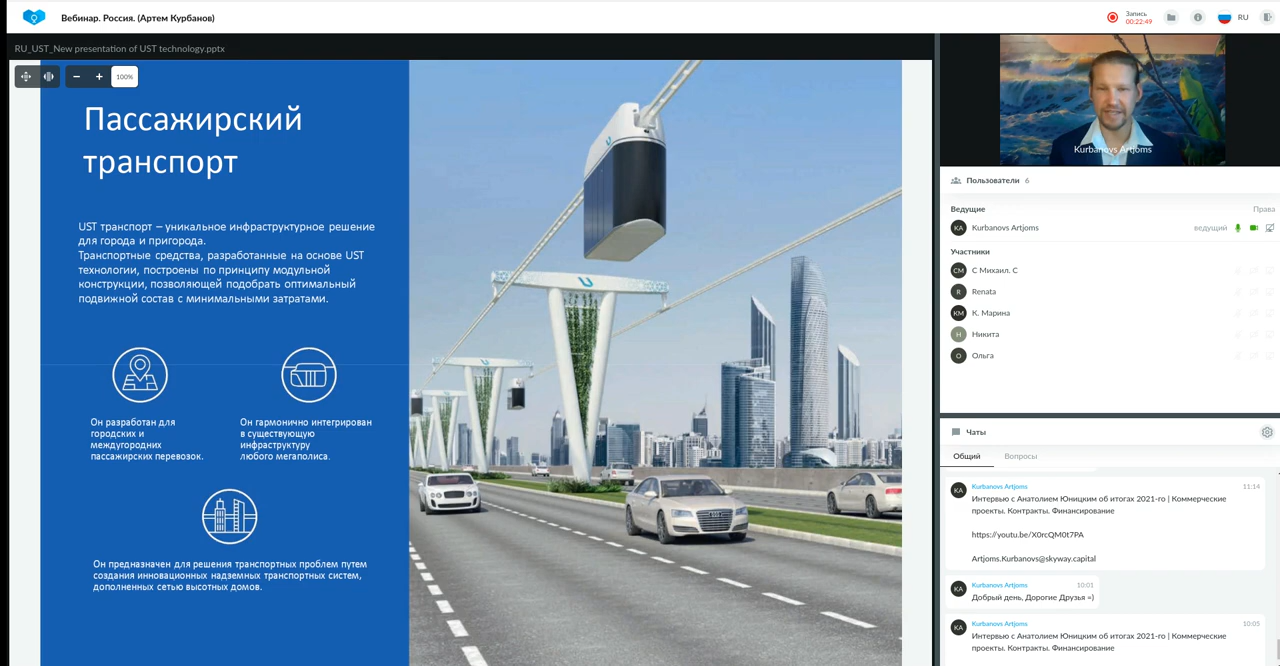 Вебинар. Россия. (Артем Курбанов)
Запись
00:22:49
RU
RU_UST_New presentation of UST technology.pptx
100%
Пассажирский
транспорт
UST транспорт – уникальное инфраструктурное решение
для города и пригорода.
Транспортные средства, разработанные на основе UST
технологии, построены по принципу модульной
конструкции, позволяющей подобрать оптимальный
подвижной состав с минимальными затратами.
Он разработан для
городских и
междугородних
пассажирских перевозок.
Он гармонично интегрирован
в существующую
инфраструктуру
любого мегаполиса.
Он предназначен для решения транспортных проблем путем
создания инновационных надземных транспортных систем,
дополненных сетью высотных домов.
Kurbanovs Artjoms
Пользователи 6
Ведущие Права
KA Kurbanovs Artjoms ведущий
Участники
СМ С Михаил. С
R Renata
КМ К. Марина
Н Никита
О Ольга
Чаты
Общий Вопросы
KA Kurbanovs Artjoms 11:14
Интервью с Анатолием Юницким об итогах 2021-го | Коммерческие
проекты. Контракты. Финансирование
https://youtu.be/X0rcQM0t7PA
Artjoms.Kurbanovs@skyway.capital
KA Kurbanovs Artjoms 10:01
Добрый день, Дорогие Друзья =)
KA Kurbanovs Artjoms 10:05
Интервью с Анатолием Юницким об итогах 2021-го | Коммерческие
проекты. Контракты. Финансирование